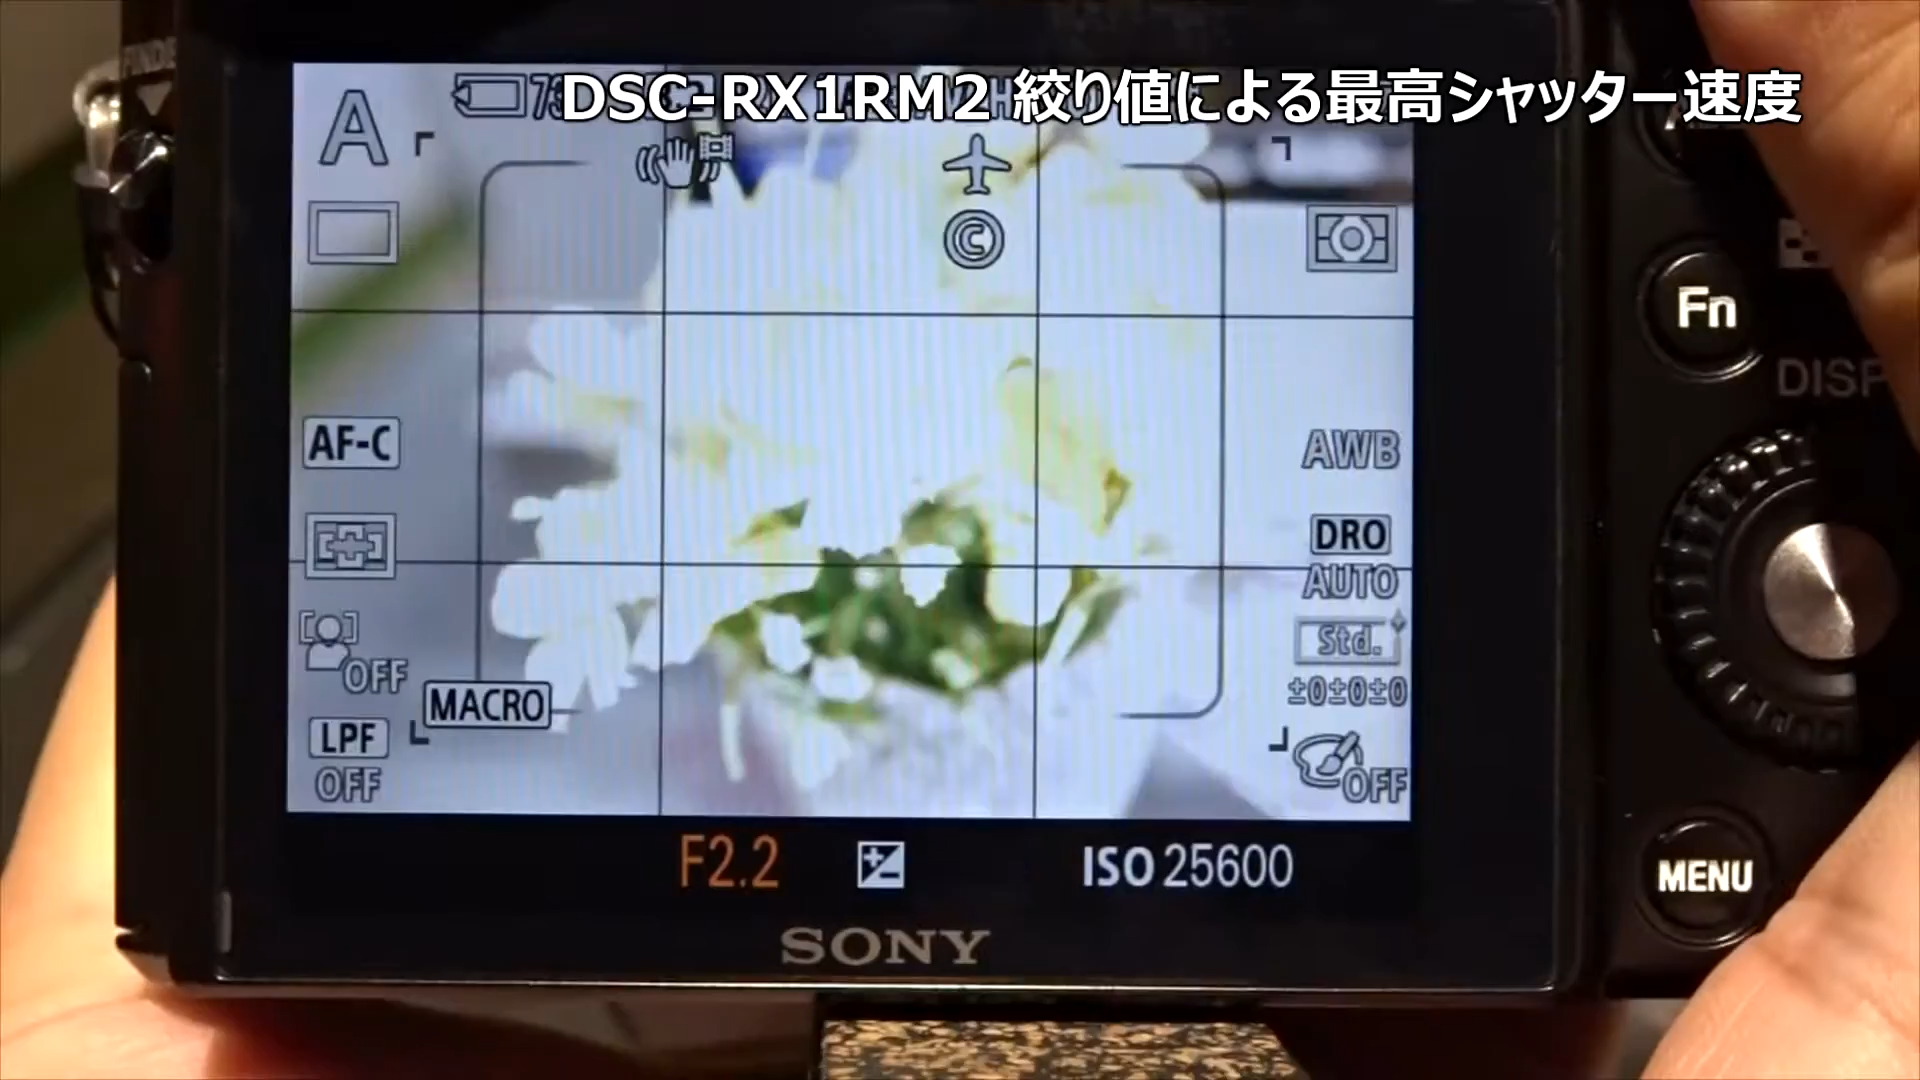 DSC-RX1RM2 絞り値による最高シャッター速度
A
C
AF-C
AWB
DRO
AUTO
Std.
OFF
±0±0±0
MACRO
LPF
OFF
OFF
F2.2
ISO 25600
SONY
Fn
DISP
MENU